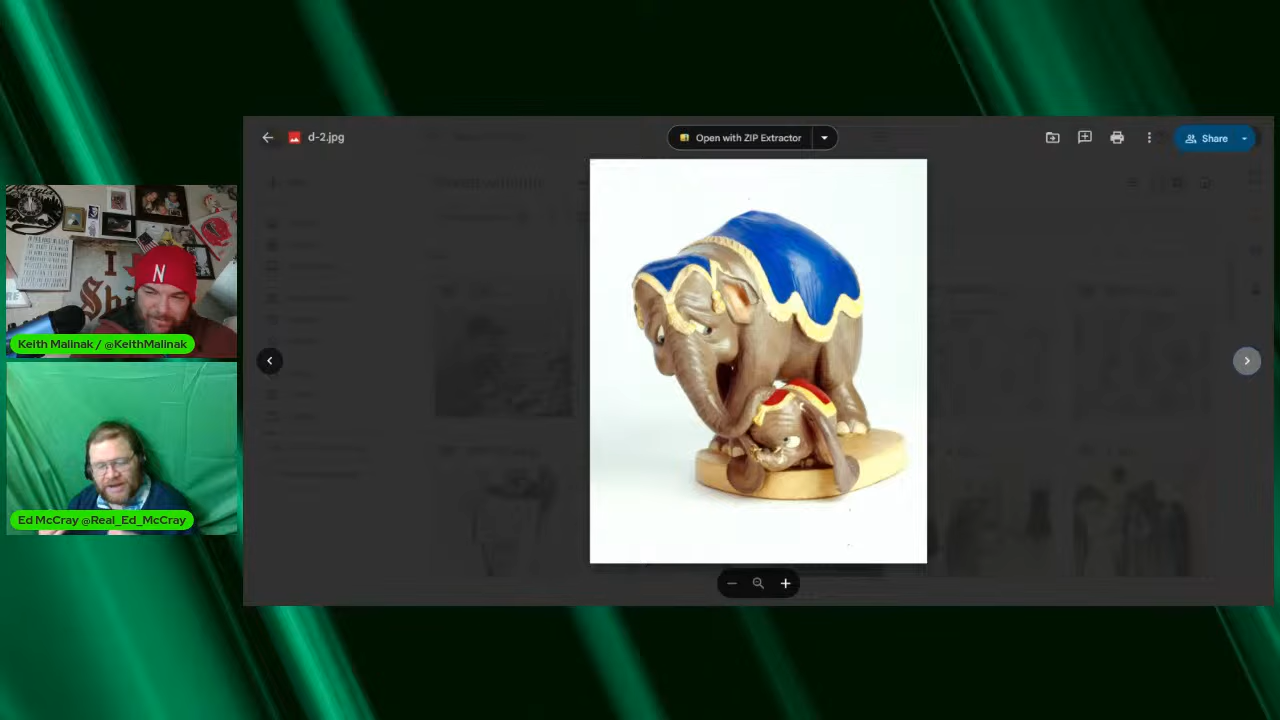 d-2.jpg
Open with ZIP Extractor
Share
N
I
Keith Malinak / @KeithMalinak
Ed McCray @Real_Ed_McCray